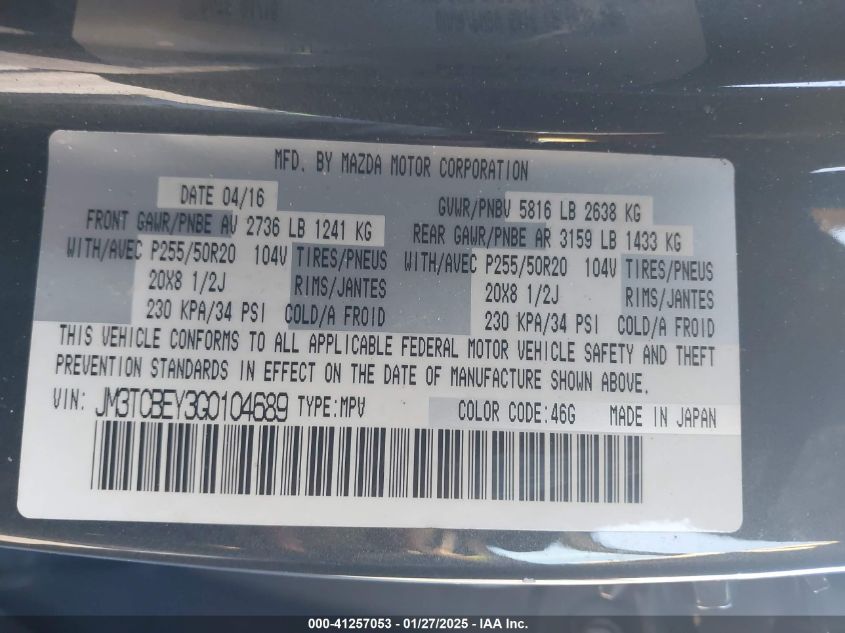 MFD. BY MAZDA MOTOR CORPORATION
DATE 04/16 GVWR/PNBV 5816 LB 2638 KG
FRONT GAWR/PNBE AV 2736 LB 1241 KG REAR GAWR/PNBE AR 3159 LB 1433 KG
WITH/AVEC P255/50R20 104V TIRES/PNEUS WITH/AVEC P255/50R20 104V TIRES/PNEUS
20X8 1/2J RIMS/JANTES 20X8 1/2J RIMS/JANTES
230 KPA/34 PSI COLD/A FROID 230 KPA/34 PSI COLD/A FROID
THIS VEHICLE CONFORMS TO ALL APPLICABLE FEDERAL MOTOR VEHICLE SAFETY AND THEFT
PREVENTION STANDARDS IN EFFECT ON THE DATE OF MANUFACTURE SHOWN ABOVE.
VIN: JM3TCBEY3G0104689 TYPE:MPV COLOR CODE:46G MADE IN JAPAN
000-41257053 - 01/27/2025 - IAA Inc.